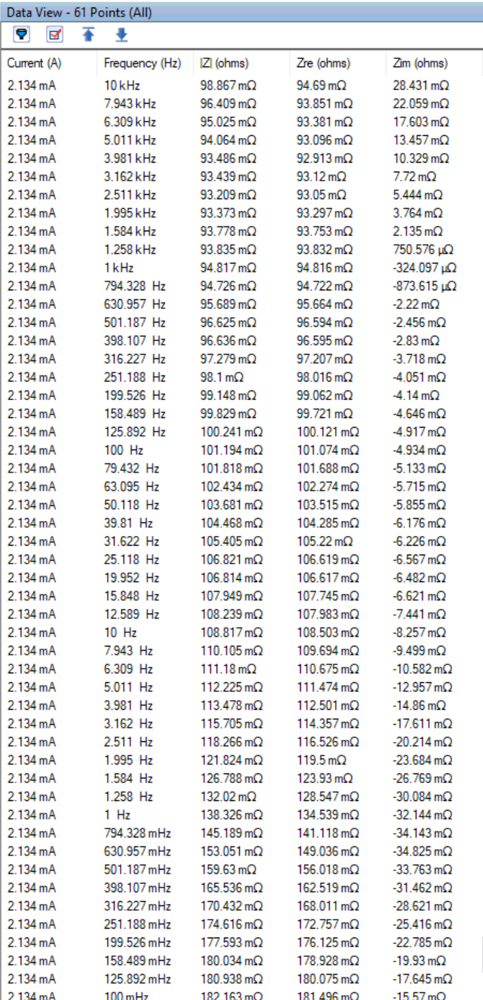 Data View - 61 Points (All)
Current (A) Frequency (Hz) |Z| (ohms) Zre (ohms) Zim (ohms)
2.134 mA 10 kHz 98.867 mΩ 94.69 mΩ 28.431 mΩ
2.134 mA 7.943 kHz 96.409 mΩ 93.851 mΩ 22.059 mΩ
2.134 mA 6.309 kHz 95.025 mΩ 93.381 mΩ 17.603 mΩ
2.134 mA 5.011 kHz 94.064 mΩ 93.096 mΩ 13.457 mΩ
2.134 mA 3.981 kHz 93.486 mΩ 92.913 mΩ 10.329 mΩ
2.134 mA 3.162 kHz 93.439 mΩ 93.12 mΩ 7.72 mΩ
2.134 mA 2.511 kHz 93.209 mΩ 93.05 mΩ 5.444 mΩ
2.134 mA 1.995 kHz 93.373 mΩ 93.297 mΩ 3.764 mΩ
2.134 mA 1.584 kHz 93.778 mΩ 93.753 mΩ 2.135 mΩ
2.134 mA 1.258 kHz 93.835 mΩ 93.832 mΩ 750.576 µΩ
2.134 mA 1 kHz 94.817 mΩ 94.816 mΩ -324.097 µΩ
2.134 mA 794.328 Hz 94.726 mΩ 94.722 mΩ -873.615 µΩ
2.134 mA 630.957 Hz 95.689 mΩ 95.664 mΩ -2.22 mΩ
2.134 mA 501.187 Hz 96.625 mΩ 96.594 mΩ -2.456 mΩ
2.134 mA 398.107 Hz 96.636 mΩ 96.595 mΩ -2.83 mΩ
2.134 mA 316.227 Hz 97.279 mΩ 97.207 mΩ -3.718 mΩ
2.134 mA 251.188 Hz 98.1 mΩ 98.016 mΩ -4.051 mΩ
2.134 mA 199.526 Hz 99.148 mΩ 99.062 mΩ -4.14 mΩ
2.134 mA 158.489 Hz 99.829 mΩ 99.721 mΩ -4.646 mΩ
2.134 mA 125.892 Hz 100.241 mΩ 100.121 mΩ -4.917 mΩ
2.134 mA 100 Hz 101.194 mΩ 101.074 mΩ -4.934 mΩ
2.134 mA 79.432 Hz 101.818 mΩ 101.688 mΩ -5.133 mΩ
2.134 mA 63.095 Hz 102.434 mΩ 102.274 mΩ -5.715 mΩ
2.134 mA 50.118 Hz 103.681 mΩ 103.515 mΩ -5.855 mΩ
2.134 mA 39.81 Hz 104.468 mΩ 104.285 mΩ -6.176 mΩ
2.134 mA 31.622 Hz 105.405 mΩ 105.22 mΩ -6.226 mΩ
2.134 mA 25.118 Hz 106.821 mΩ 106.619 mΩ -6.567 mΩ
2.134 mA 19.952 Hz 106.814 mΩ 106.617 mΩ -6.482 mΩ
2.134 mA 15.848 Hz 107.949 mΩ 107.745 mΩ -6.621 mΩ
2.134 mA 12.589 Hz 108.239 mΩ 107.983 mΩ -7.441 mΩ
2.134 mA 10 Hz 108.817 mΩ 108.503 mΩ -8.257 mΩ
2.134 mA 7.943 Hz 110.105 mΩ 109.694 mΩ -9.499 mΩ
2.134 mA 6.309 Hz 111.18 mΩ 110.675 mΩ -10.582 mΩ
2.134 mA 5.011 Hz 112.225 mΩ 111.474 mΩ -12.957 mΩ
2.134 mA 3.981 Hz 113.478 mΩ 112.501 mΩ -14.86 mΩ
2.134 mA 3.162 Hz 115.705 mΩ 114.357 mΩ -17.611 mΩ
2.134 mA 2.511 Hz 118.266 mΩ 116.526 mΩ -20.214 mΩ
2.134 mA 1.995 Hz 121.824 mΩ 119.5 mΩ -23.684 mΩ
2.134 mA 1.584 Hz 126.788 mΩ 123.93 mΩ -26.769 mΩ
2.134 mA 1.258 Hz 132.02 mΩ 128.547 mΩ -30.084 mΩ
2.134 mA 1 Hz 138.326 mΩ 134.539 mΩ -32.144 mΩ
2.134 mA 794.328 mHz 145.189 mΩ 141.118 mΩ -34.143 mΩ
2.134 mA 630.957 mHz 153.051 mΩ 149.036 mΩ -34.825 mΩ
2.134 mA 501.187 mHz 159.63 mΩ 156.018 mΩ -33.763 mΩ
2.134 mA 398.107 mHz 165.536 mΩ 162.519 mΩ -31.462 mΩ
2.134 mA 316.227 mHz 170.432 mΩ 168.011 mΩ -28.621 mΩ
2.134 mA 251.188 mHz 174.616 mΩ 172.757 mΩ -25.416 mΩ
2.134 mA 199.526 mHz 177.593 mΩ 176.125 mΩ -22.785 mΩ
2.134 mA 158.489 mHz 180.034 mΩ 178.928 mΩ -19.93 mΩ
2.134 mA 125.892 mHz 180.938 mΩ 180.075 mΩ -17.645 mΩ
2.134 mA 100 mHz 182.163 mΩ 181.496 mΩ -15.57 mΩ